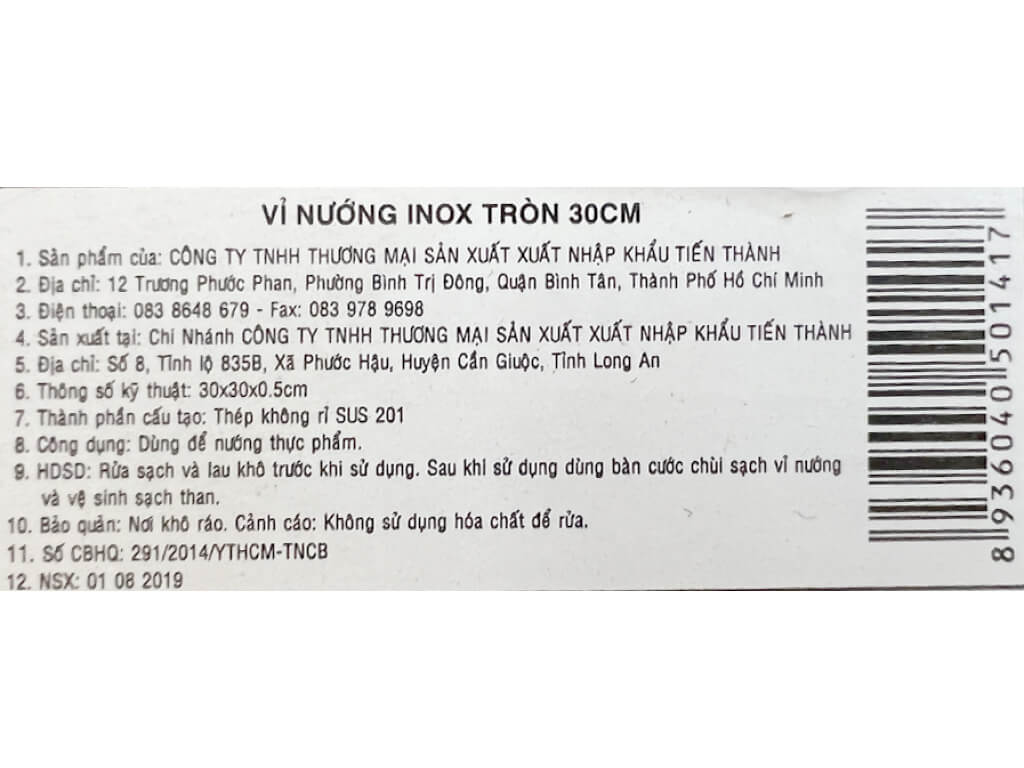 VỈ NƯỚNG INOX TRÒN 30CM
1. Sản phẩm của: CÔNG TY TNHH THƯƠNG MẠI SẢN XUẤT XUẤT NHẬP KHẨU TIẾN THÀNH
2. Địa chỉ: 12 Trương Phước Phan, Phường Bình Trị Đông, Quận Bình Tân, Thành Phố Hồ Chí Minh
3. Điện thoại: 083 8648 679 - Fax: 083 978 9698
4. Sản xuất tại: Chi Nhánh CÔNG TY TNHH THƯƠNG MẠI SẢN XUẤT XUẤT NHẬP KHẨU TIẾN THÀNH
5. Địa chỉ: Số 8, Tỉnh lộ 835B, Xã Phước Hậu, Huyện Cần Giuộc, Tỉnh Long An
6. Thông số kỹ thuật: 30x30x0.5cm
7. Thành phần cấu tạo: Thép không rỉ SUS 201
8. Công dụng: Dùng để nướng thực phẩm.
9. HDSD: Rửa sạch và lau khô trước khi sử dụng. Sau khi sử dụng dùng bàn cước chùi sạch vỉ nướng
và vệ sinh sạch than.
10. Bảo quản: Nơi khô ráo. Cảnh cáo: Không sử dụng hóa chất để rửa.
11. Số CBHQ: 291/2014/YTHCM-TNCB
12. NSX: 01 08 2019
8 936040 501417